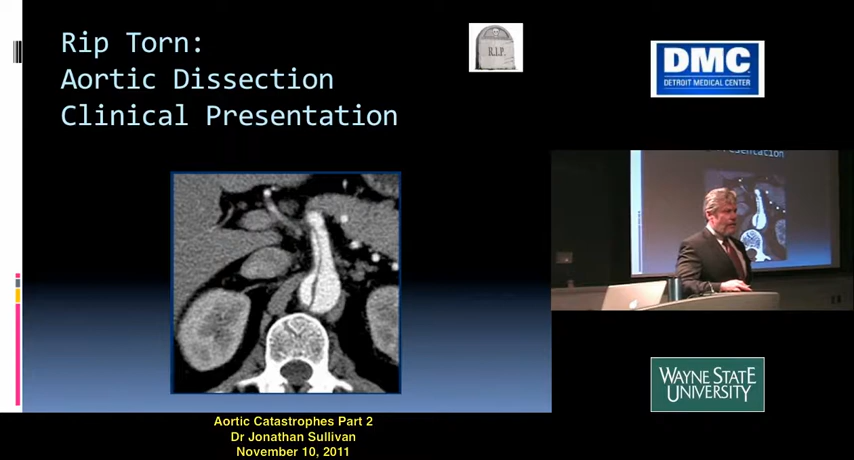 Rip Torn:
Aortic Dissection
Clinical Presentation
R.I.P.
DMC
DETROIT MEDICAL CENTER
WAYNE STATE
UNIVERSITY
Aortic Catastrophes Part 2
Dr Jonathan Sullivan
November 10, 2011